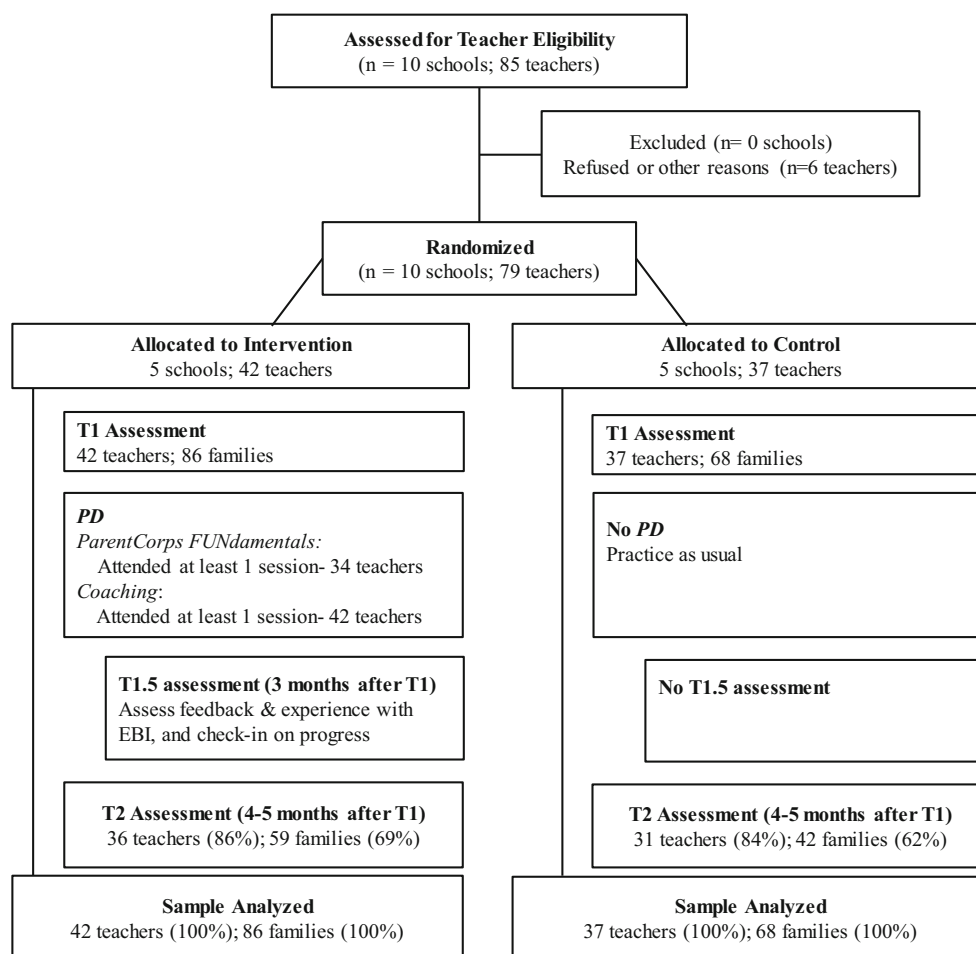 Assessed for Teacher Eligibility
(n = 10 schools; 85 teachers)
Excluded (n= 0 schools)
Refused or other reasons (n=6 teachers)
Randomized
(n = 10 schools; 79 teachers)
Allocated to Intervention
5 schools; 42 teachers
T1 Assessment
42 teachers; 86 families
PD
ParentCorps FUNdamentals:
Attended at least 1 session- 34 teachers
Coaching:
Attended at least 1 session- 42 teachers
T1.5 assessment (3 months after T1)
Assess feedback & experience with
EBI, and check-in on progress
T2 Assessment (4-5 months after T1)
36 teachers (86%); 59 families (69%)
Sample Analyzed
42 teachers (100%); 86 families (100%)
Allocated to Control
5 schools; 37 teachers
T1 Assessment
37 teachers; 68 families
No PD
Practice as usual
No T1.5 assessment
T2 Assessment (4-5 months after T1)
31 teachers (84%); 42 families (62%)
Sample Analyzed
37 teachers (100%); 68 families (100%)